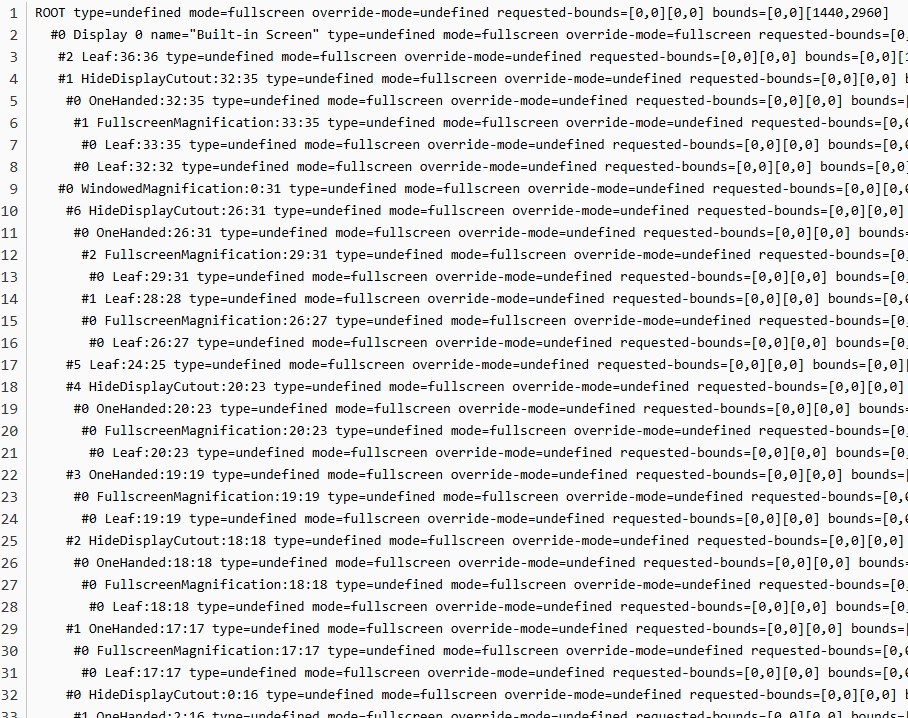 1 ROOT type=undefined mode=fullscreen override-mode=undefined requested-bounds=[0,0][0,0] bounds=[0,0][1440,2960]
2 #0 Display 0 name="Built-in Screen" type=undefined mode=fullscreen override-mode=fullscreen requested-bounds=[0,
3 #2 Leaf:36:36 type=undefined mode=fullscreen override-mode=undefined requested-bounds=[0,0][0,0] bounds=[0,0][1
4 #1 HideDisplayCutout:32:35 type=undefined mode=fullscreen override-mode=undefined requested-bounds=[0,0][0,0] b
5 #0 OneHanded:32:35 type=undefined mode=fullscreen override-mode=undefined requested-bounds=[0,0][0,0] bounds=[
6 #1 FullscreenMagnification:33:35 type=undefined mode=fullscreen override-mode=undefined requested-bounds=[0,0
7 #0 Leaf:33:35 type=undefined mode=fullscreen override-mode=undefined requested-bounds=[0,0][0,0] bounds=[0,0
8 #0 Leaf:32:32 type=undefined mode=fullscreen override-mode=undefined requested-bounds=[0,0][0,0] bounds=[0,0]
9 #0 WindowedMagnification:0:31 type=undefined mode=fullscreen override-mode=undefined requested-bounds=[0,0][0,0
10 #6 HideDisplayCutout:26:31 type=undefined mode=fullscreen override-mode=undefined requested-bounds=[0,0][0,0]
11 #0 OneHanded:26:31 type=undefined mode=fullscreen override-mode=undefined requested-bounds=[0,0][0,0] bounds=
12 #2 FullscreenMagnification:29:31 type=undefined mode=fullscreen override-mode=undefined requested-bounds=[0,
13 #0 Leaf:29:31 type=undefined mode=fullscreen override-mode=undefined requested-bounds=[0,0][0,0] bounds=[0,
14 #1 Leaf:28:28 type=undefined mode=fullscreen override-mode=undefined requested-bounds=[0,0][0,0] bounds=[0,0
15 #0 FullscreenMagnification:26:27 type=undefined mode=fullscreen override-mode=undefined requested-bounds=[0,
16 #0 Leaf:26:27 type=undefined mode=fullscreen override-mode=undefined requested-bounds=[0,0][0,0] bounds=[0,
17 #5 Leaf:24:25 type=undefined mode=fullscreen override-mode=undefined requested-bounds=[0,0][0,0] bounds=[0,0][
18 #4 HideDisplayCutout:20:23 type=undefined mode=fullscreen override-mode=undefined requested-bounds=[0,0][0,0]
19 #0 OneHanded:20:23 type=undefined mode=fullscreen override-mode=undefined requested-bounds=[0,0][0,0] bounds=
20 #0 FullscreenMagnification:20:23 type=undefined mode=fullscreen override-mode=undefined requested-bounds=[0,
21 #0 Leaf:20:23 type=undefined mode=fullscreen override-mode=undefined requested-bounds=[0,0][0,0] bounds=[0,
22 #3 OneHanded:19:19 type=undefined mode=fullscreen override-mode=undefined requested-bounds=[0,0][0,0] bounds=[
23 #0 FullscreenMagnification:19:19 type=undefined mode=fullscreen override-mode=undefined requested-bounds=[0,0
24 #0 Leaf:19:19 type=undefined mode=fullscreen override-mode=undefined requested-bounds=[0,0][0,0] bounds=[0,0
25 #2 HideDisplayCutout:18:18 type=undefined mode=fullscreen override-mode=undefined requested-bounds=[0,0][0,0]
26 #0 OneHanded:18:18 type=undefined mode=fullscreen override-mode=undefined requested-bounds=[0,0][0,0] bounds=
27 #0 FullscreenMagnification:18:18 type=undefined mode=fullscreen override-mode=undefined requested-bounds=[0,
28 #0 Leaf:18:18 type=undefined mode=fullscreen override-mode=undefined requested-bounds=[0,0][0,0] bounds=[0,
29 #1 OneHanded:17:17 type=undefined mode=fullscreen override-mode=undefined requested-bounds=[0,0][0,0] bounds=[
30 #0 FullscreenMagnification:17:17 type=undefined mode=fullscreen override-mode=undefined requested-bounds=[0,0
31 #0 Leaf:17:17 type=undefined mode=fullscreen override-mode=undefined requested-bounds=[0,0][0,0] bounds=[0,0
32 #0 HideDisplayCutout:0:16 type=undefined mode=fullscreen override-mode=undefined requested-bounds=[0,0][0,0] b
33 #1 OneHanded:2:16 type=undefined mode=fullscreen override-mode=undefined requested-bounds=[0,0][0,0] bounds=[